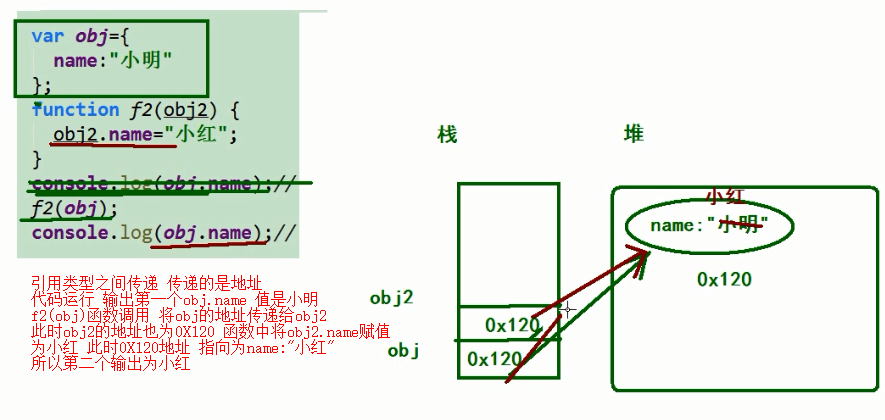 var obj={
name:"小明"
};
function f2(obj2) {
obj2.name="小红";
}
console.log(obj.name);//
f2(obj);
console.log(obj.name);//
引用类型之间传递 传递的是地址
代码运行 输出第一个obj.name 值是小明
f2(obj)函数调用 将obj的地址传递给obj2
此时obj2的地址也为0X120 函数中将obj2.name赋值
为小红 此时0X120地址 指向为name:"小红"
所以第二个输出为小红
栈
堆
小红
name:"小明"
0x120
obj2
0x120
obj
0x120